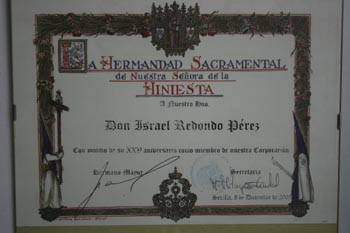 La Hermandad Sacramental
de Nuestra Señora de la
Hiniesta
A Nuestro Hno.
Don Israel Redondo Pérez
Con motivo de su XXV aniversario como miembro de nuestra Corporación
Hermano Mayor
Secretaria
Sevilla, 8 de Diciembre de